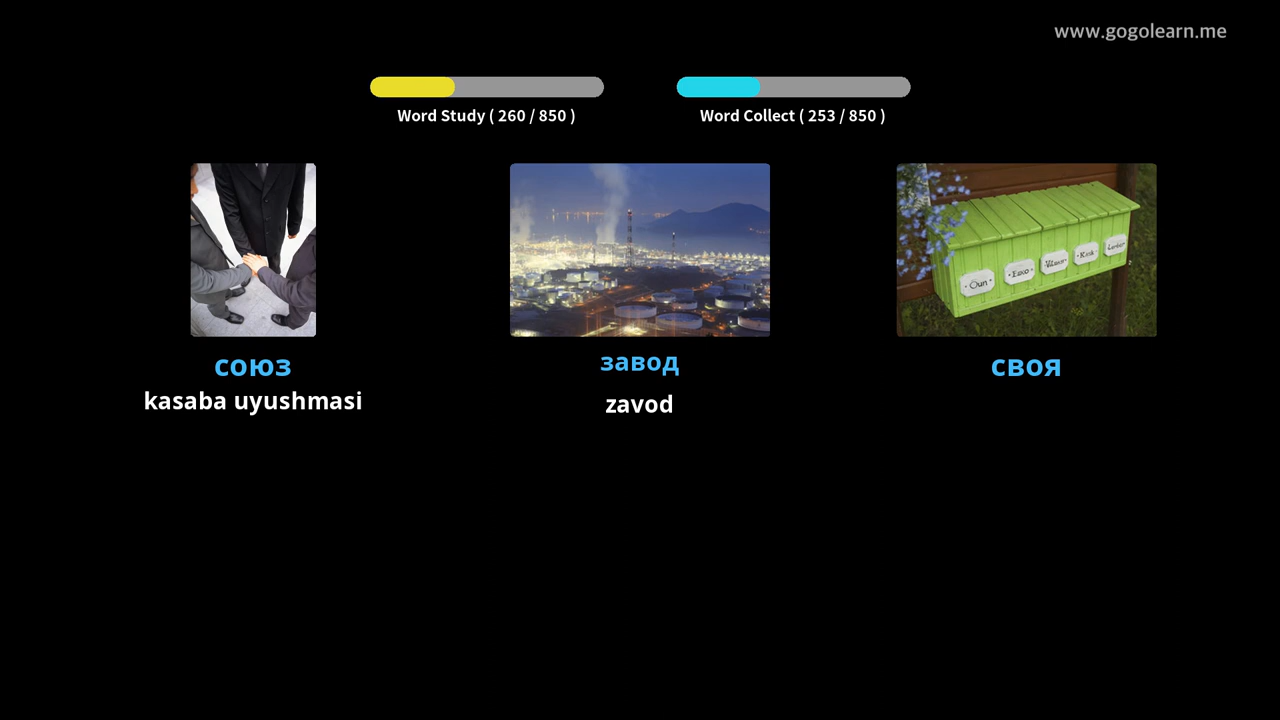 www.gogolearn.me
Word Study ( 260 / 850 )
Word Collect ( 253 / 850 )
союз
завод
своя
kasaba uyushmasi
zavod